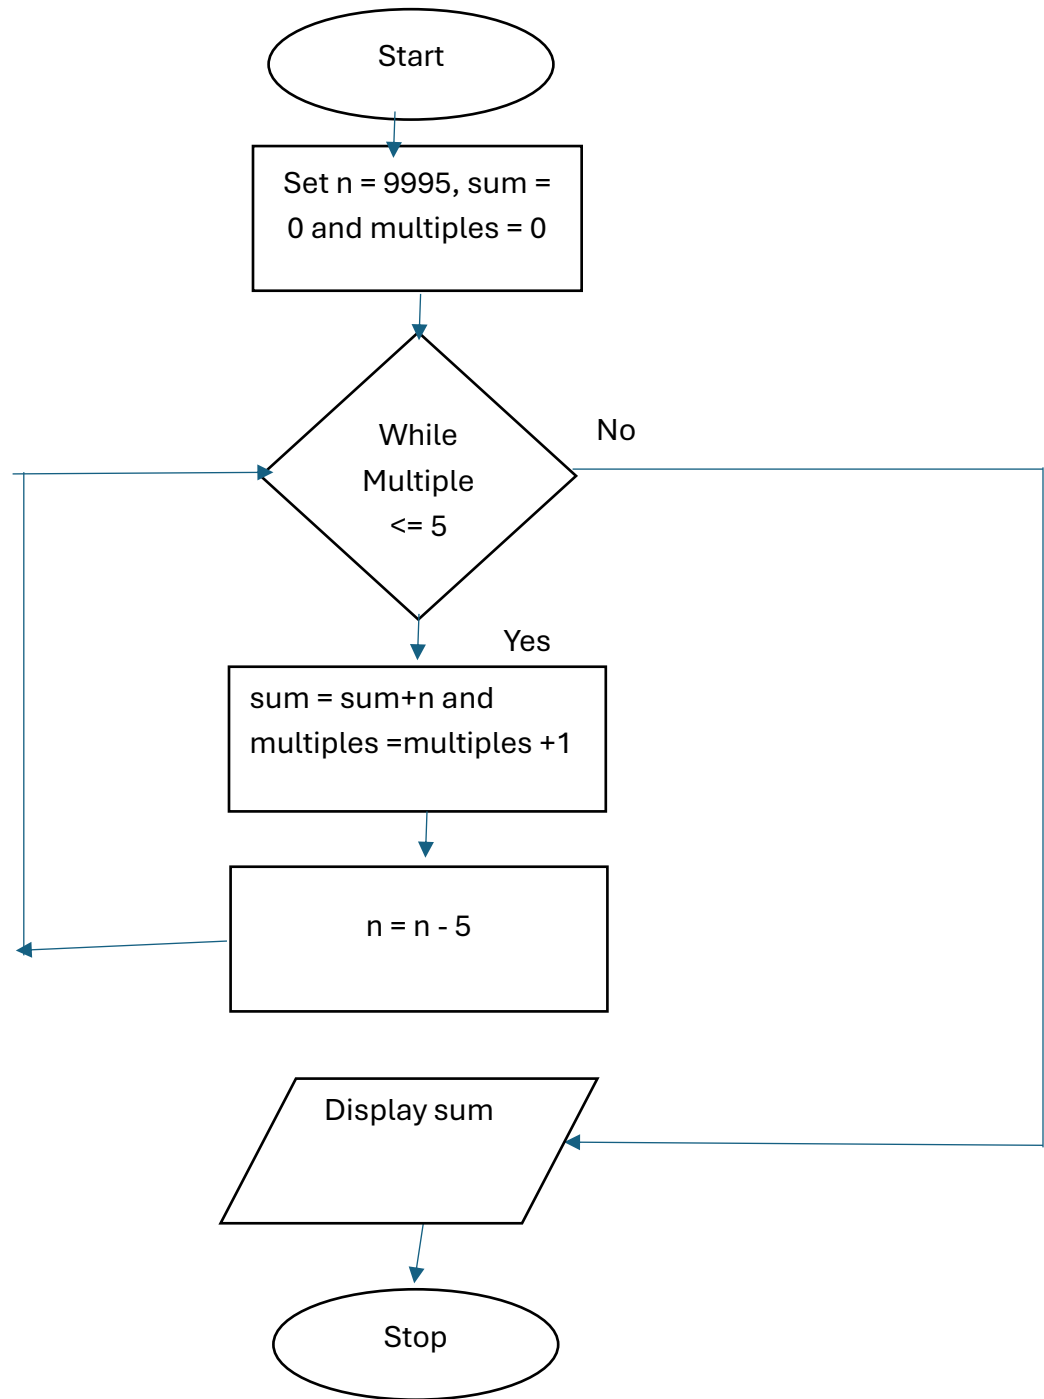 Start
Set n = 9995, sum =
0 and multiples = 0
While
Multiple
<= 5
No
Yes
sum = sum+n and
multiples =multiples +1
n = n - 5
Display sum
Stop